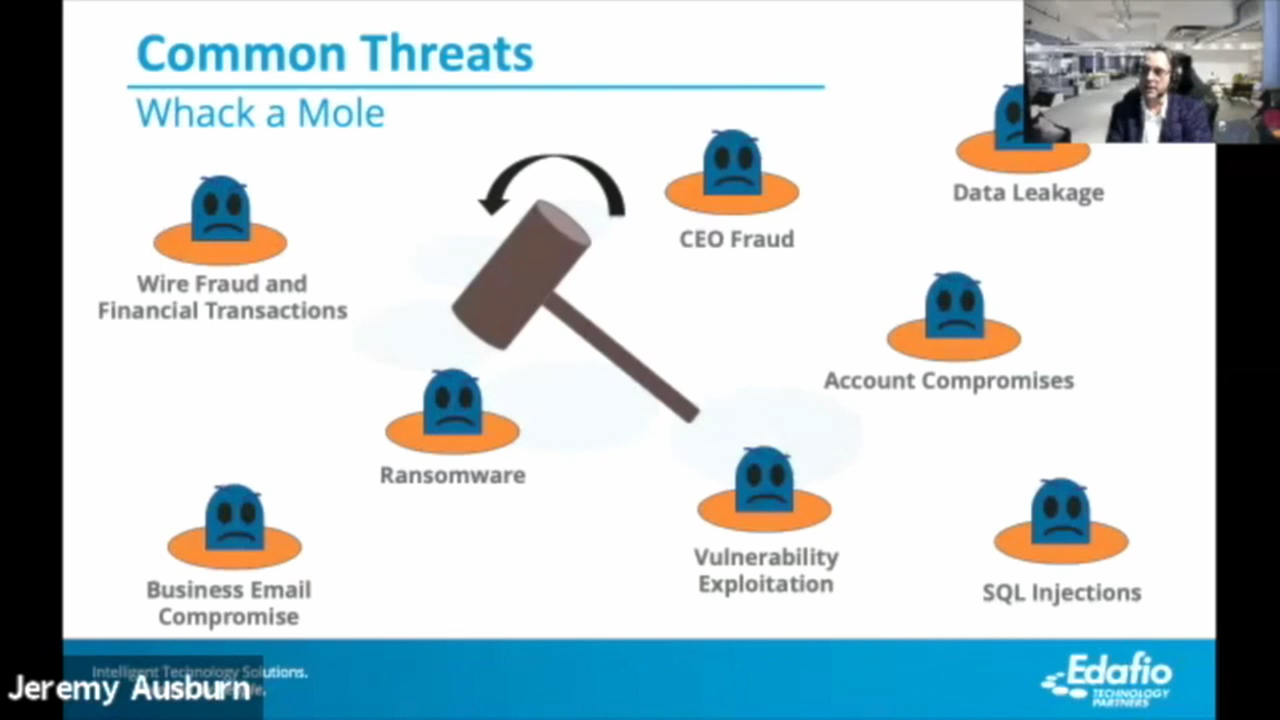 Common Threats
Whack a Mole
Data Leakage
CEO Fraud
Wire Fraud and
Financial Transactions
Account Compromises
Ransomware
Vulnerability
Exploitation
Business Email
Compromise
SQL Injections
Intelligent Technology Solutions.
Jeremy Ausburn
Edafio
TECHNOLOGY
PARTNERS